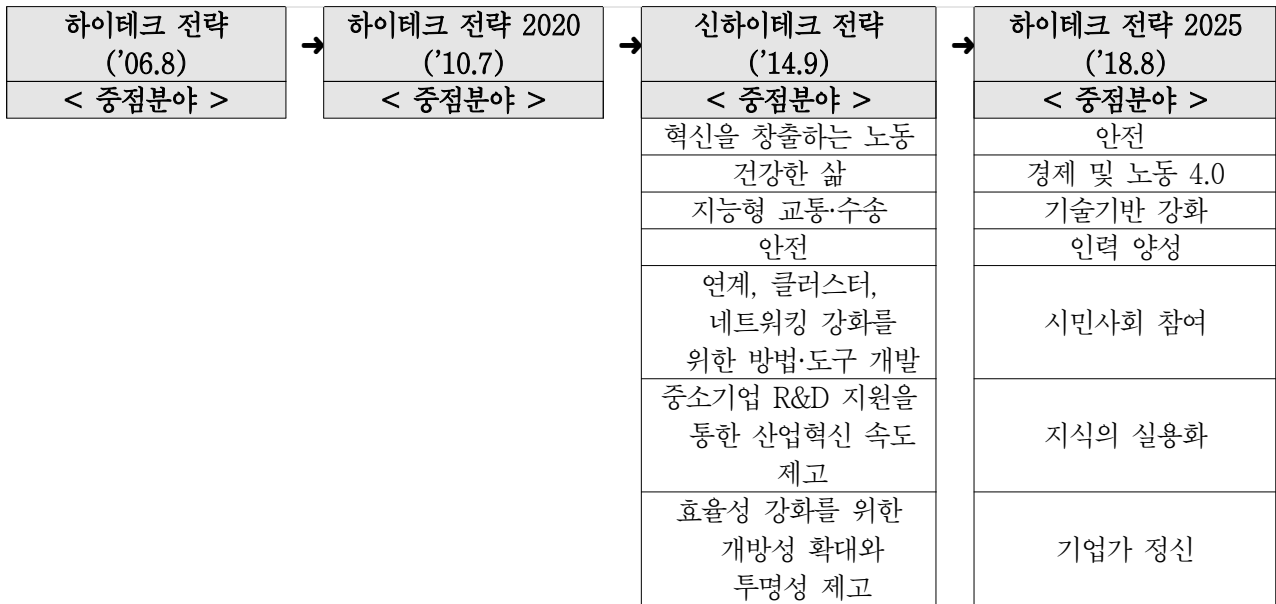 하이테크 전략
('06.8)
➜
하이테크 전략 2020
('10.7)
➜
신하이테크 전략
('14.9)
➜
하이테크 전략 2025
('18.8)
< 중점분야 >
< 중점분야 >
< 중점분야 >
< 중점분야 >
혁신을 창출하는 노동
안전
건강한 삶
경제 및 노동 4.0
지능형 교통·수송
기술기반 강화
안전
인력 양성
연계, 클러스터,
네트워킹 강화를
위한 방법·도구 개발
시민사회 참여
중소기업 R&D 지원을
통한 산업혁신 속도
제고
지식의 실용화
효율성 강화를 위한
개방성 확대와
투명성 제고
기업가 정신